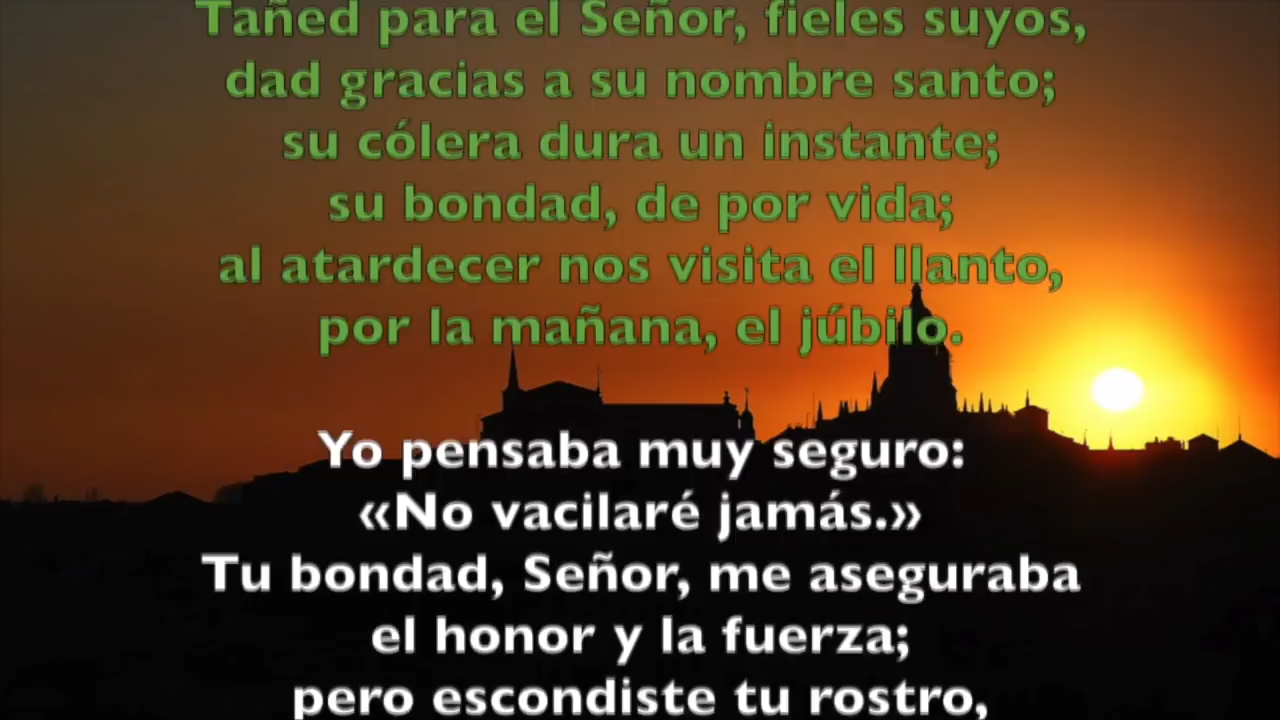 Tañed para el Señor, fieles suyos,
dad gracias a su nombre santo;
su cólera dura un instante;
su bondad, de por vida;
al atardecer nos visita el llanto,
por la mañana, el júbilo.
Yo pensaba muy seguro:
«No vacilaré jamás.»
Tu bondad, Señor, me aseguraba
el honor y la fuerza;
pero escondiste tu rostro,